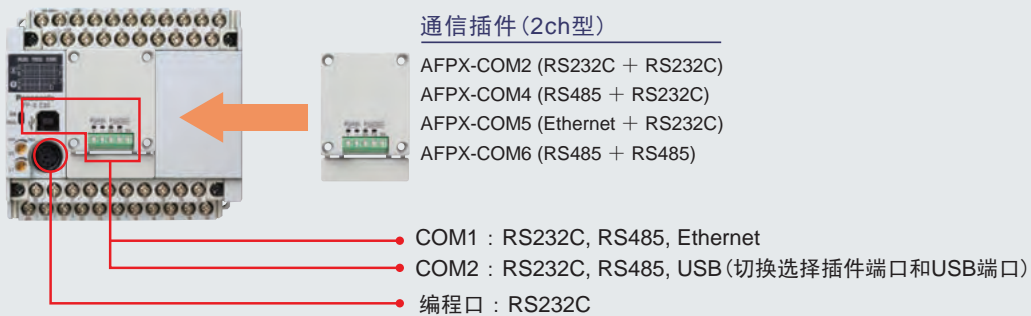 通信插件(2ch型)
AFPX-COM2 (RS232C + RS232C)
AFPX-COM4 (RS485 + RS232C)
AFPX-COM5 (Ethernet + RS232C)
AFPX-COM6 (RS485 + RS485)
COM1 : RS232C, RS485, Ethernet
COM2 : RS232C, RS485, USB(切换选择插件端口和USB端口)
编程口 : RS232C